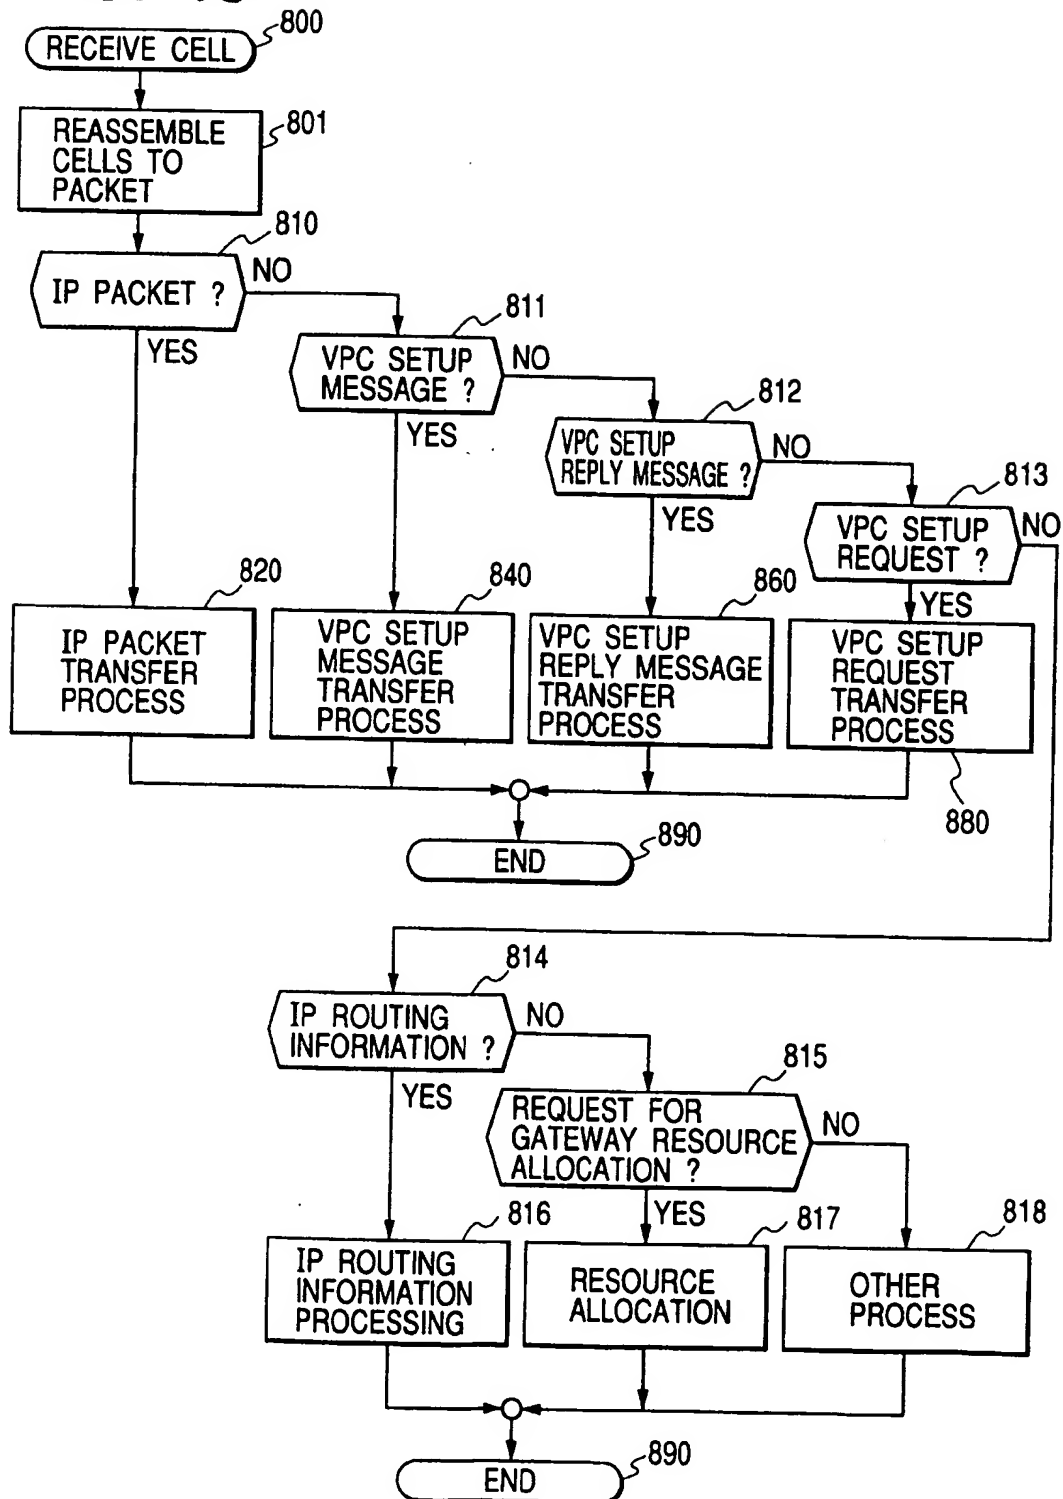 800
RECEIVE CELL
801
REASSEMBLE
CELLS TO
PACKET
810
IP PACKET ?
NO
YES
811
VPC SETUP
MESSAGE ?
NO
YES
812
VPC SETUP
REPLY MESSAGE ?
NO
YES
813
VPC SETUP
REQUEST ?
NO
YES
820
IP PACKET
TRANSFER
PROCESS
840
VPC SETUP
MESSAGE
TRANSFER
PROCESS
860
VPC SETUP
REPLY MESSAGE
TRANSFER
PROCESS
VPC SETUP
REQUEST
TRANSFER
PROCESS
880
890
END
814
IP ROUTING
INFORMATION ?
NO
YES
815
REQUEST FOR
GATEWAY RESOURCE
ALLOCATION ?
NO
YES
816
IP ROUTING
INFORMATION
PROCESSING
817
RESOURCE
ALLOCATION
818
OTHER
PROCESS
890
END